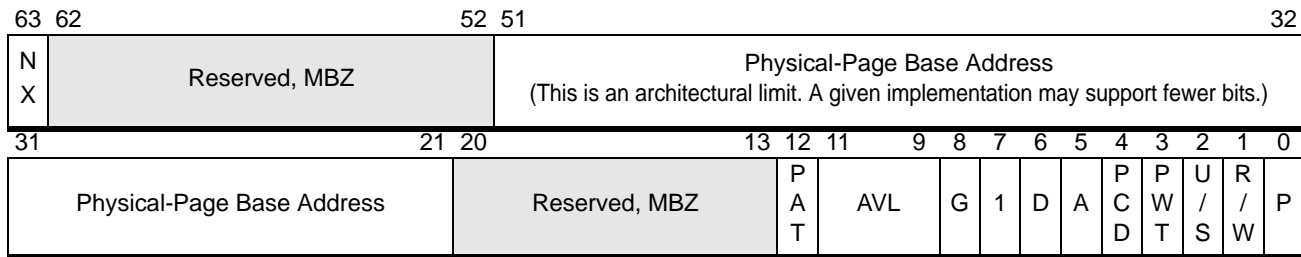 63 62 52 51 32
N X
Reserved, MBZ
Physical-Page Base Address
(This is an architectural limit. A given implementation may support fewer bits.)
31 21 20 13 12 11 9 8 7 6 5 4 3 2 1 0
Physical-Page Base Address
Reserved, MBZ
P A T
AVL
G
1
D
A
P C D
P W T
U / S
R / W
P